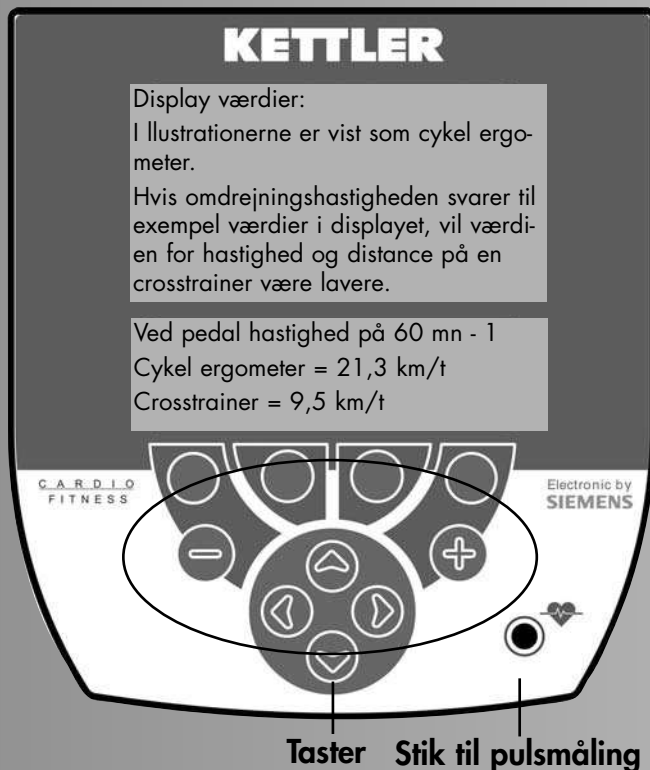 KETTLER
Display værdier:
I llustrationerne er vist som cykel ergo-
meter.
Hvis omdrejningshastigheden svarer til
exempel værdier i displayet, vil værdi-
en for hastighed og distance på en
crosstrainer være lavere.
Ved pedal hastighed på 60 mn - 1
Cykel ergometer = 21,3 km/t
Crosstrainer = 9,5 km/t
CARDIO
FITNESS
Electronic by
SIEMENS
Taster
Stik til pulsmåling